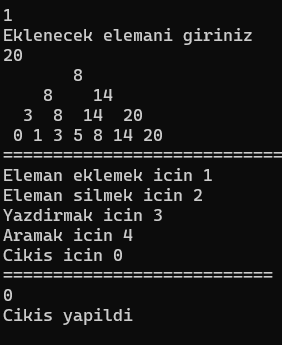 1
Eklenecek elemani giriniz
20
8
8 14
3 8 14 20
0 1 3 5 8 14 20
============================
Eleman eklemek icin 1
Eleman silmek icin 2
Yazdirmak icin 3
Aramak icin 4
Cikis icin 0
===========================
0
Cikis yapildi